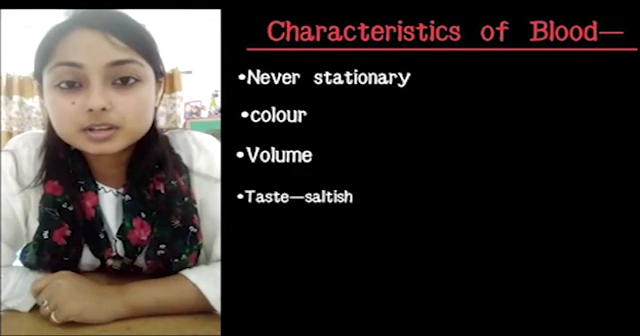 Characteristics of Blood—
•Never stationary
•colour
•Volume
•Taste—saltish